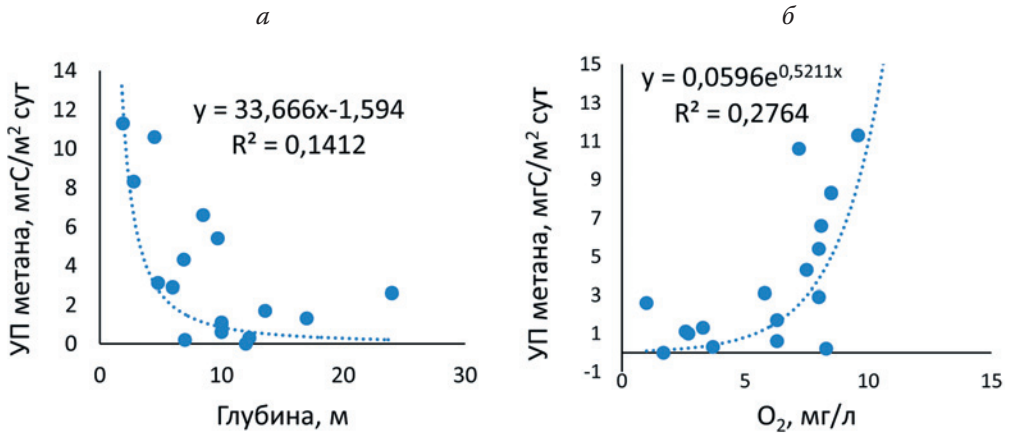 а
УП метана, мгС/м² сут
14
12
10
8
6
4
2
0
0
10
20
30
y = 33,666x-1,594
R² = 0,1412
Глубина, м
б
УП метана, мгС/м² сут
15
13
11
9
7
5
3
1
-1
0
5
10
15
y = 0,0596e^0,5211x
R² = 0,2764
O₂, мг/л